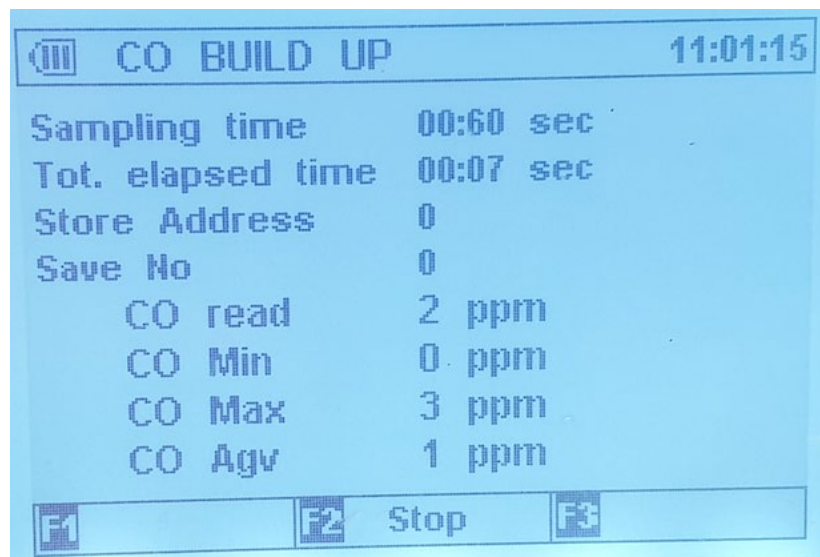 CO BUILD UP 11:01:15
Sampling time 00:60 sec
Tot. elapsed time 00:07 sec
Store Address 0
Save No 0
CO read 2 ppm
CO Min 0 ppm
CO Max 3 ppm
CO Agv 1 ppm
F1 F2 Stop F3